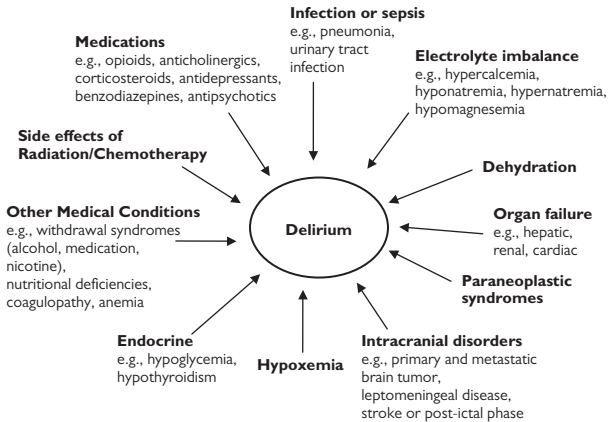 Infection or sepsis
e.g., pneumonia,
urinary tract
infection
Medications
e.g., opioids, anticholinergics,
corticosteroids, antidepressants,
benzodiazepines, antipsychotics
Electrolyte imbalance
e.g., hypercalcemia,
hyponatremia, hypernatremia,
hypomagnesemia
Side effects of
Radiation/Chemotherapy
Dehydration
Other Medical Conditions
e.g., withdrawal syndromes
(alcohol, medication,
nicotine),
nutritional deficiencies,
coagulopathy, anemia
Delirium
Organ failure
e.g., hepatic,
renal, cardiac
Paraneoplastic
syndromes
Endocrine
e.g., hypoglycemia,
hypothyroidism
Hypoxemia
Intracranial disorders
e.g., primary and metastatic
brain tumor,
leptomeningeal disease,
stroke or post-ictal phase